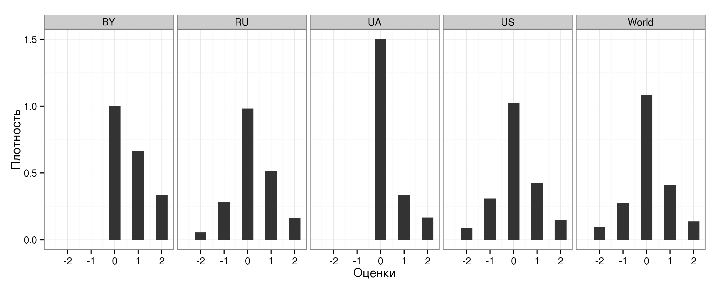 BY RU UA US World
1.5
1.0
0.5
0.0
Плотность
-2 -1 0 1 2 -2 -1 0 1 2 -2 -1 0 1 2 -2 -1 0 1 2 -2 -1 0 1 2
Оценки